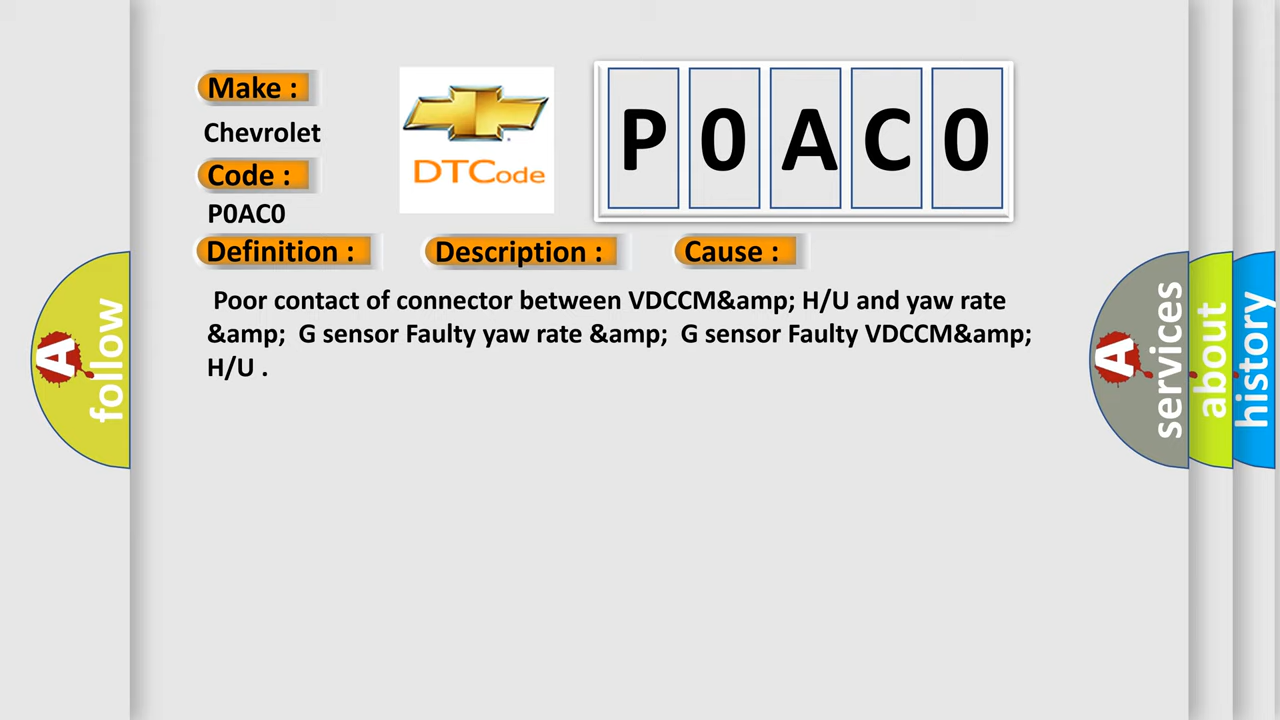 Make :
Chevrolet
Code :
P0AC0
DTCode
P0AC0
Definition :
Description :
Cause :
Poor contact of connector between VDCCM&amp; H/U and yaw rate
&amp;  G sensor Faulty yaw rate &amp;  G sensor Faulty VDCCM&amp;
H/U .
A follow
A services
about
history